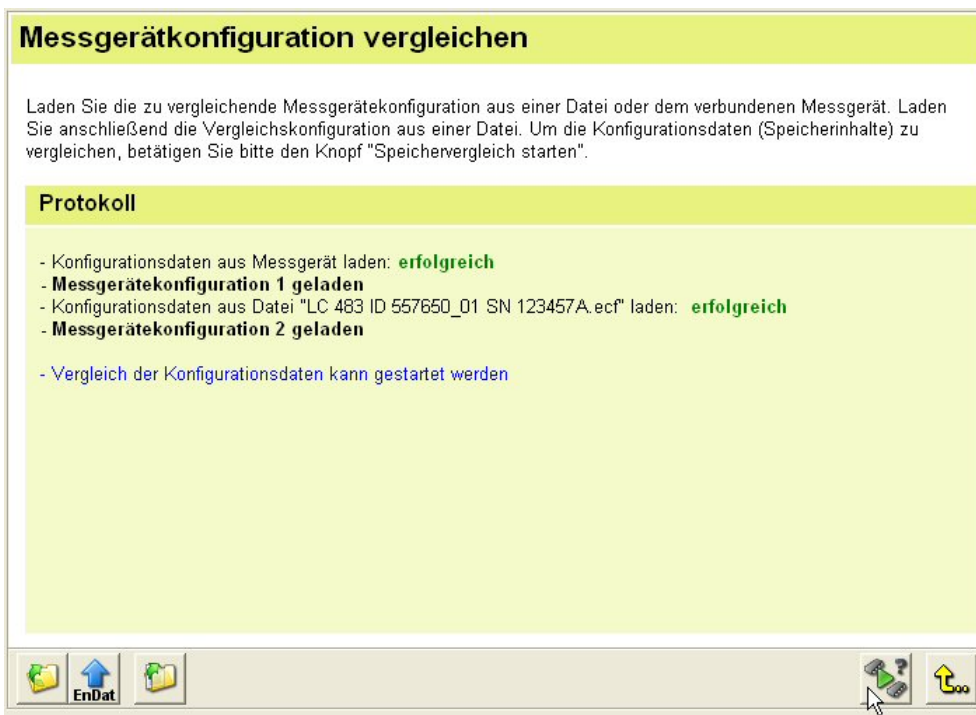 Messgerätkonfiguration vergleichen
Laden Sie die zu vergleichende Messgerätekonfiguration aus einer Datei oder dem verbundenen Messgerät. Laden
Sie anschließend die Vergleichskonfiguration aus einer Datei. Um die Konfigurationsdaten (Speicherinhalte) zu
vergleichen, betätigen Sie bitte den Knopf "Speichervergleich starten".
Protokoll
- Konfigurationsdaten aus Messgerät laden: erfolgreich
- Messgerätekonfiguration 1 geladen
- Konfigurationsdaten aus Datei "LC 483 ID 557650_01 SN 123457A.ecf" laden: erfolgreich
- Messgerätekonfiguration 2 geladen
- Vergleich der Konfigurationsdaten kann gestartet werden
EnDat
?